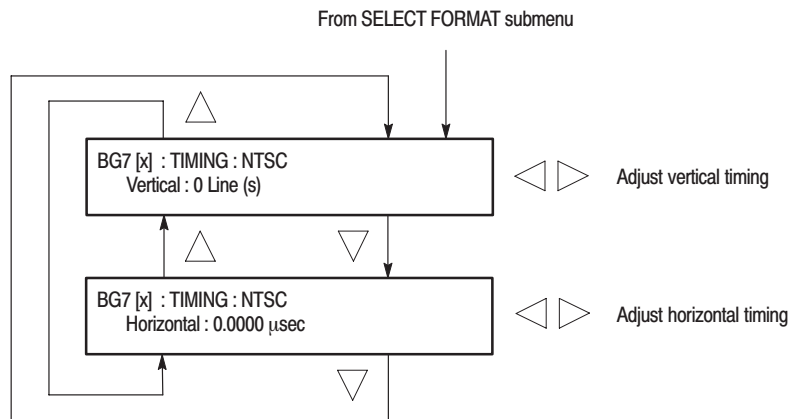 From SELECT FORMAT submenu
BG7 [x] : TIMING : NTSC
Vertical : 0 Line (s)
Adjust vertical timing
BG7 [x] : TIMING : NTSC
Horizontal : 0.0000 µsec
Adjust horizontal timing